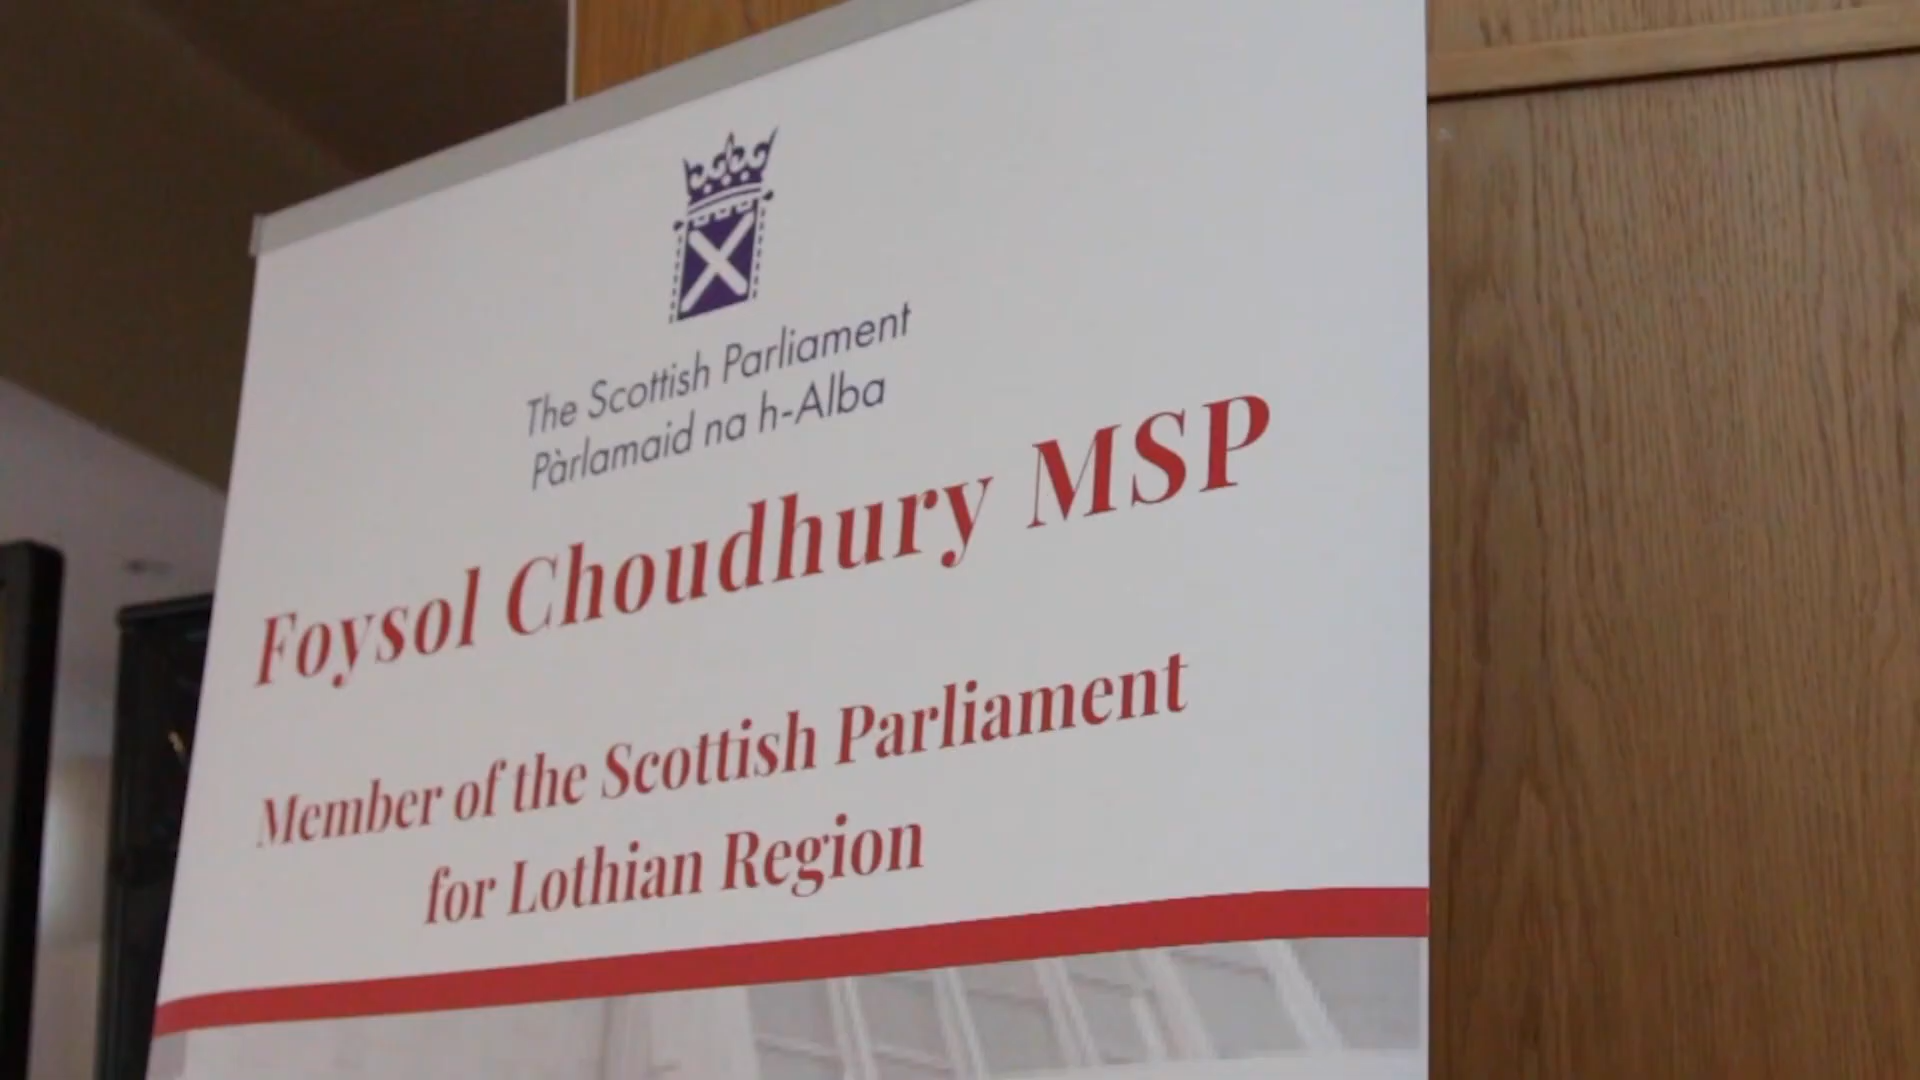 The Scottish Parliament
Pàrlamaid na h-Alba
Foysol Choudhury MSP
Member of the Scottish Parliament
for Lothian Region